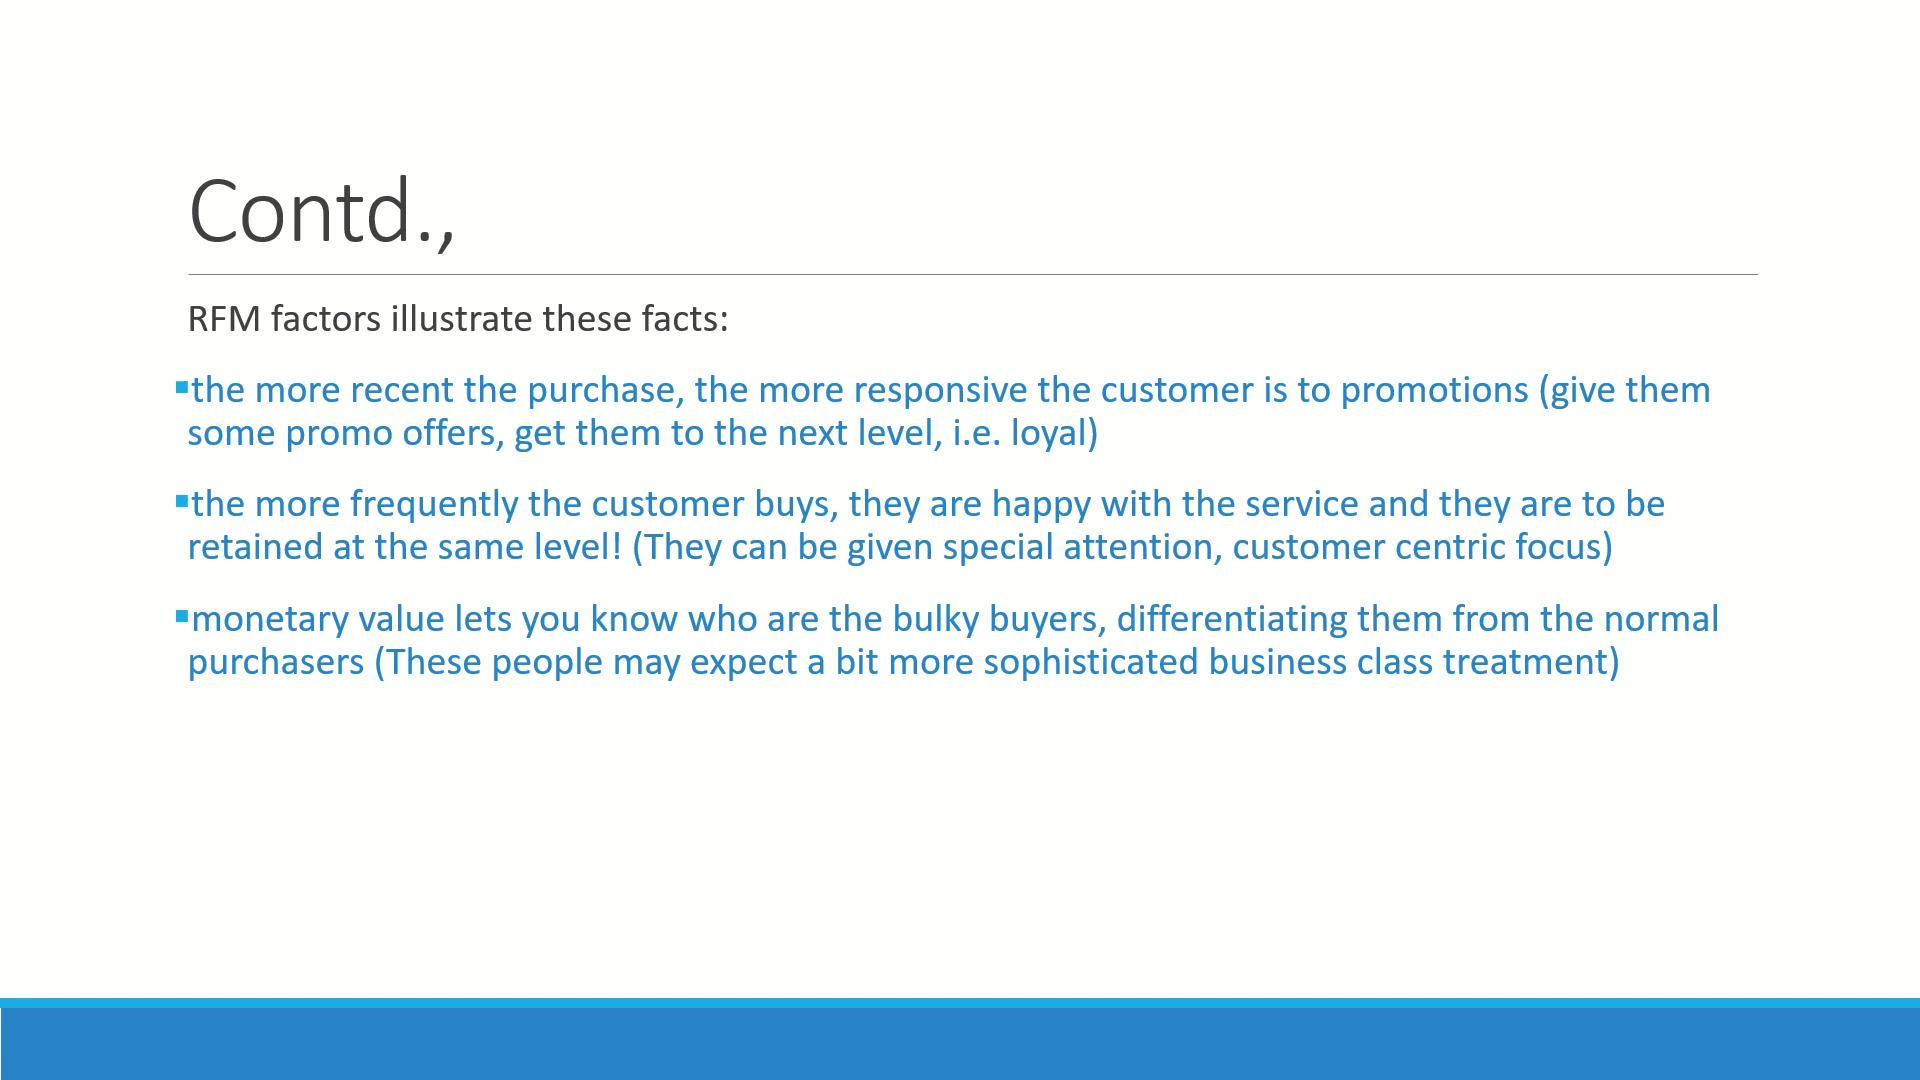 Contd.,
RFM factors illustrate these facts:
▪the more recent the purchase, the more responsive the customer is to promotions (give them
some promo offers, get them to the next level, i.e. loyal)
▪the more frequently the customer buys, they are happy with the service and they are to be
retained at the same level! (They can be given special attention, customer centric focus)
▪monetary value lets you know who are the bulky buyers, differentiating them from the normal
purchasers (These people may expect a bit more sophisticated business class treatment)